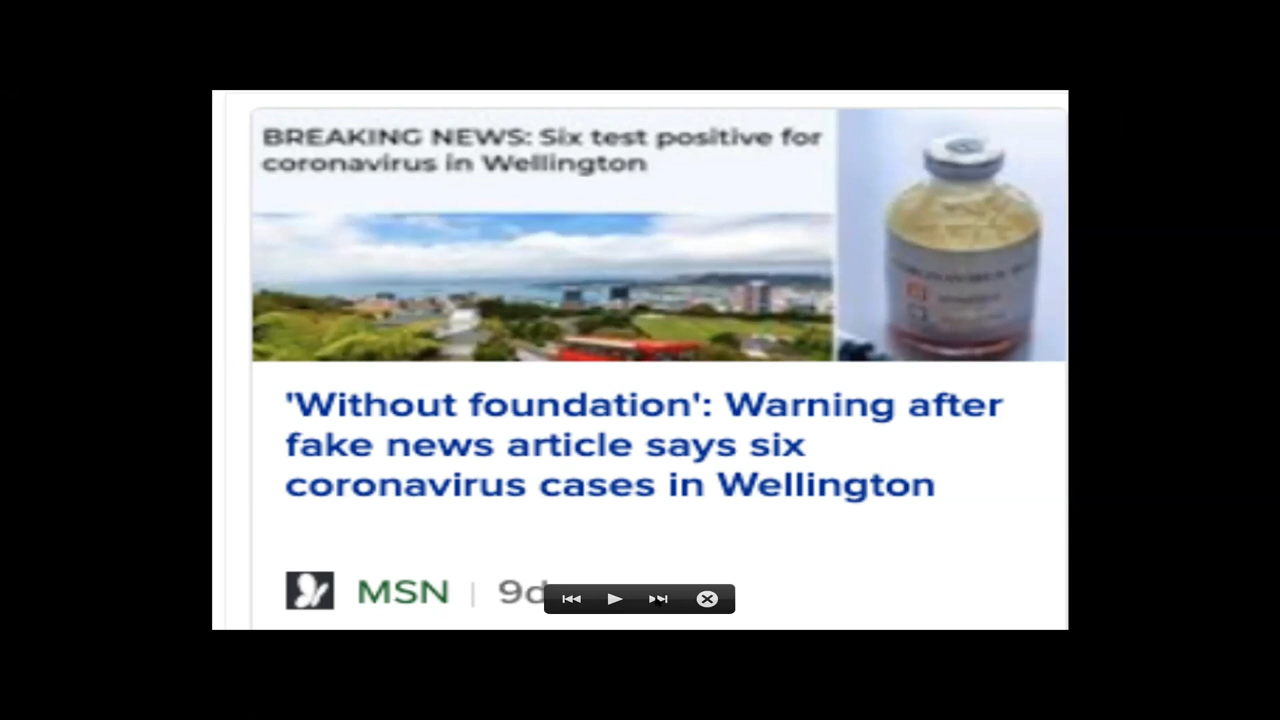 BREAKING NEWS: Six test positive for
coronavirus in Wellington
'Without foundation': Warning after
fake news article says six
coronavirus cases in Wellington
MSN | 9d